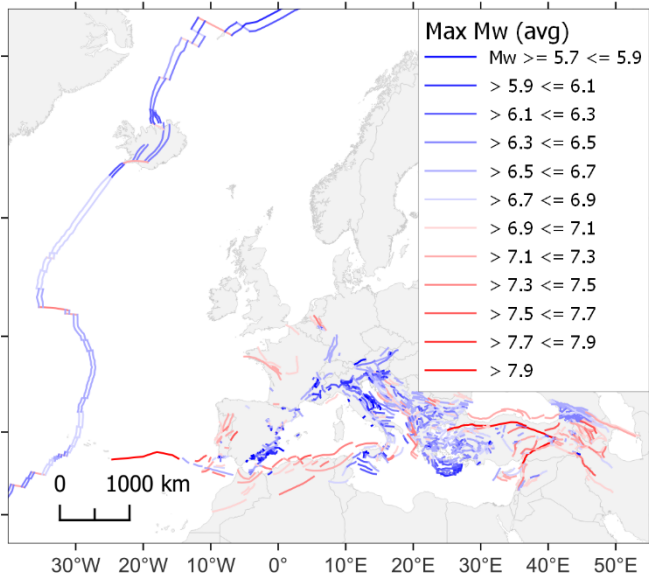 Max Mw (avg)
Mw >= 5.7 <= 5.9
> 5.9 <= 6.1
> 6.1 <= 6.3
> 6.3 <= 6.5
> 6.5 <= 6.7
> 6.7 <= 6.9
> 6.9 <= 7.1
> 7.1 <= 7.3
> 7.3 <= 7.5
> 7.5 <= 7.7
> 7.7 <= 7.9
> 7.9
0 1000 km
30°W 20°W 10°W 0° 10°E 20°E 30°E 40°E 50°E